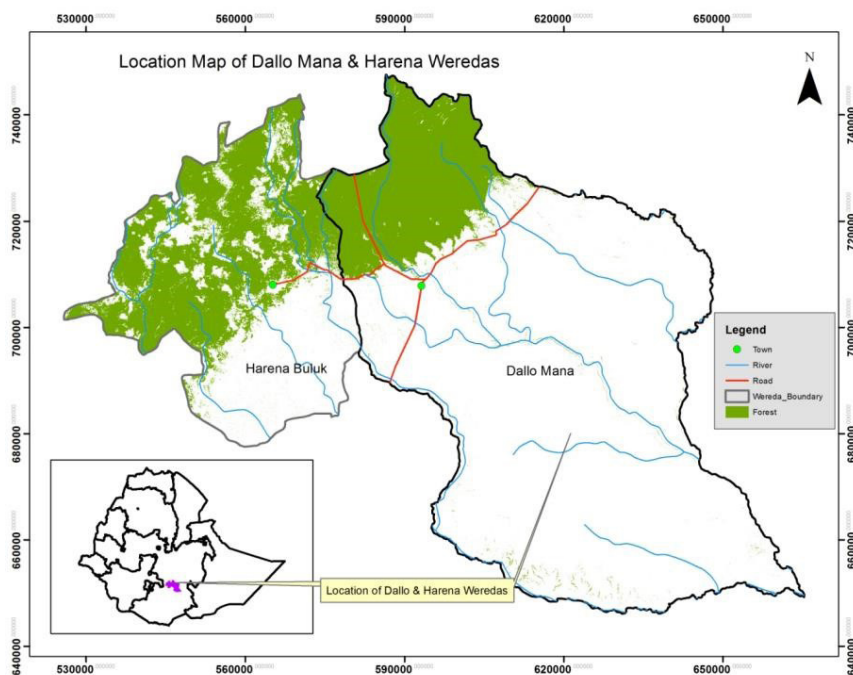 530000
560000
590000
620000
650000
Location Map of Dallo Mana & Harena Weredas
N
740000
740000
720000
720000
700000
700000
Legend
Town
River
Road
Wereda_Boundary
Forest
Harena Buluk
Dallo Mana
680000
680000
660000
660000
Location of Dallo & Harena Weredas
640000
640000
530000
560000
590000
620000
650000